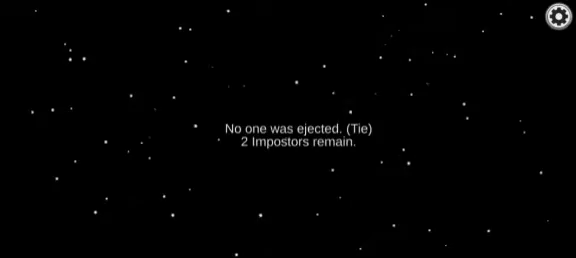 No one was ejected. (Tie)
2 Impostors remain.